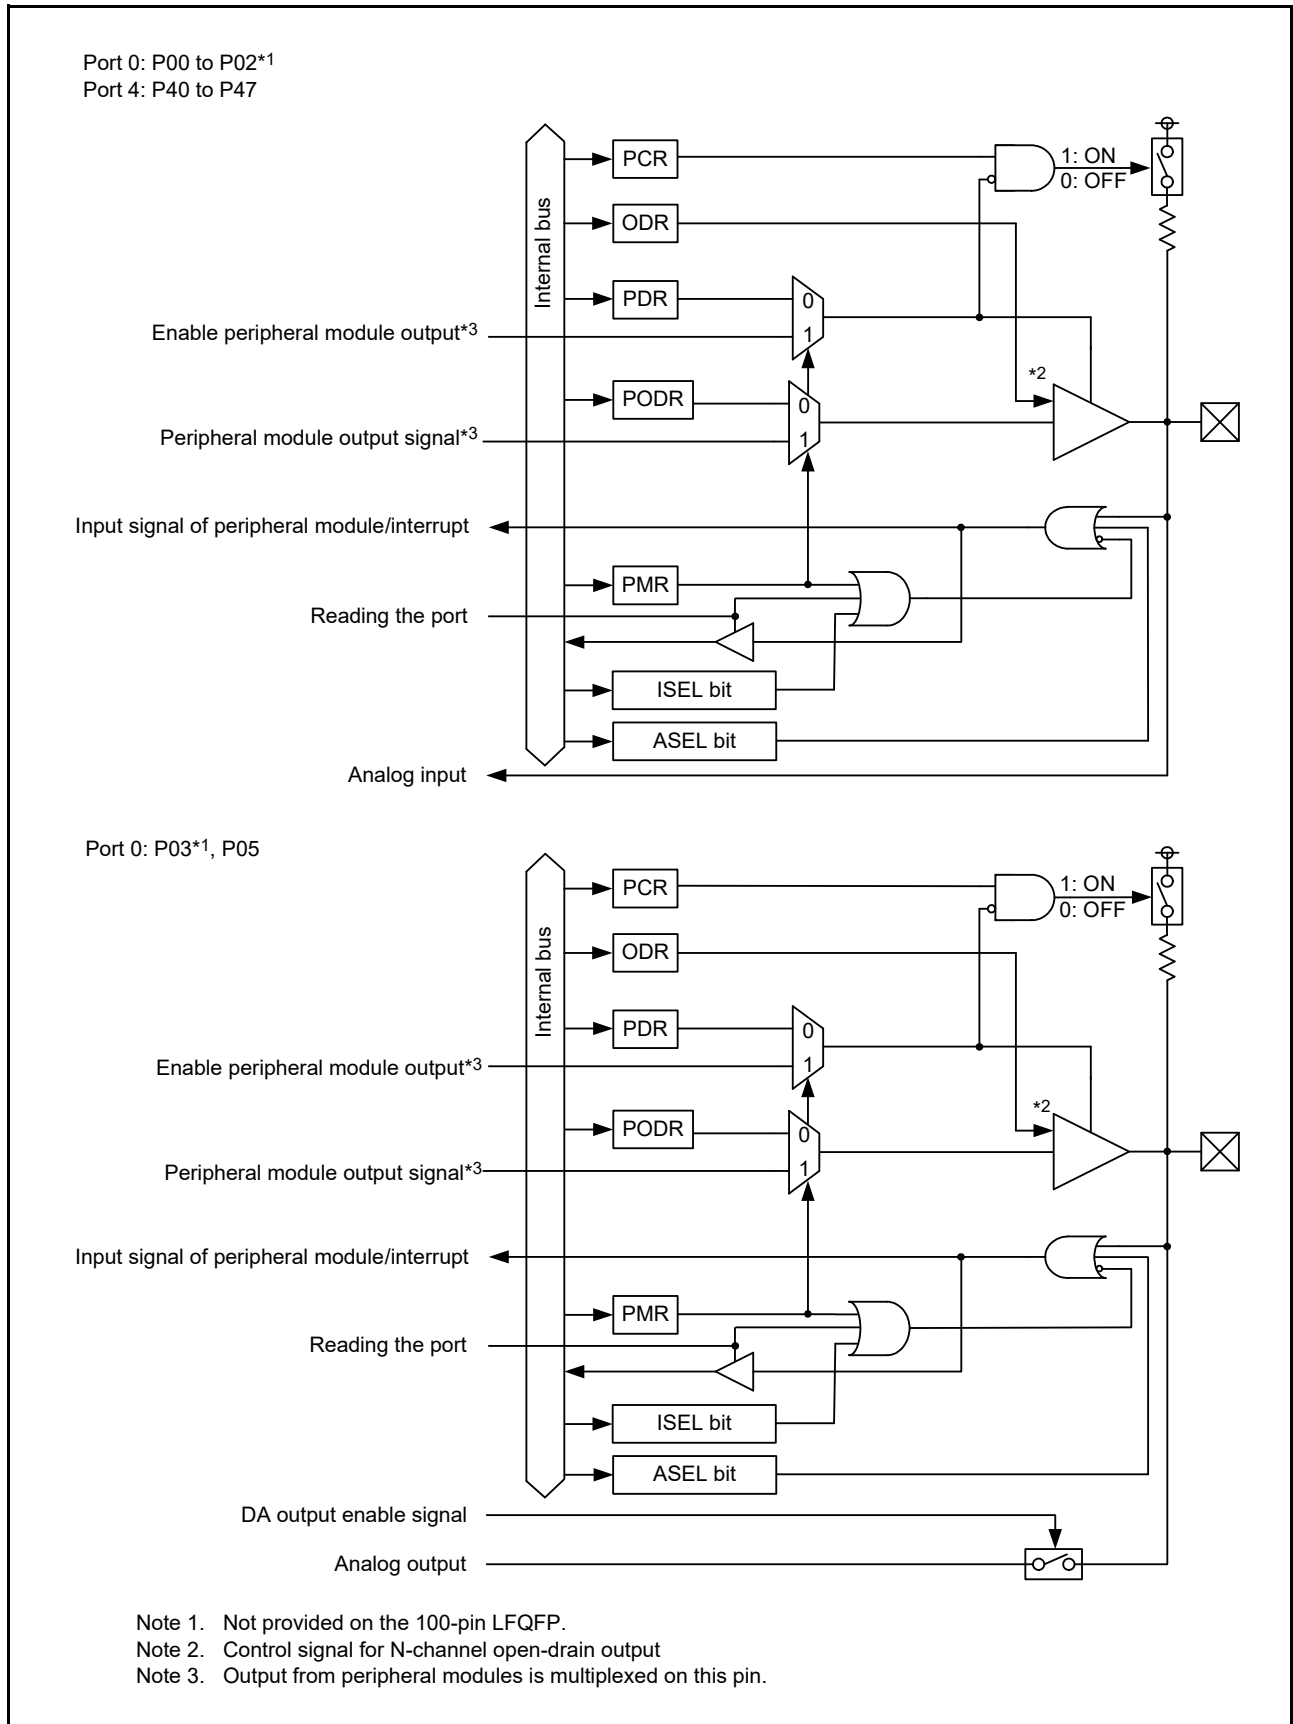 Port 0: P00 to P02*1
Port 4: P40 to P47
Internal bus
PCR
1: ON
0: OFF
ODR
PDR
0
Enable peripheral module output*3
1
*2
PODR
0
Peripheral module output signal*3
1
Input signal of peripheral module/interrupt
PMR
Reading the port
ISEL bit
ASEL bit
Analog input
Port 0: P03*1, P05
Internal bus
PCR
1: ON
0: OFF
ODR
PDR
0
Enable peripheral module output*3
1
*2
PODR
0
Peripheral module output signal*3
1
Input signal of peripheral module/interrupt
PMR
Reading the port
ISEL bit
ASEL bit
DA output enable signal
Analog output
Note 1. Not provided on the 100-pin LFQFP.
Note 2. Control signal for N-channel open-drain output
Note 3. Output from peripheral modules is multiplexed on this pin.